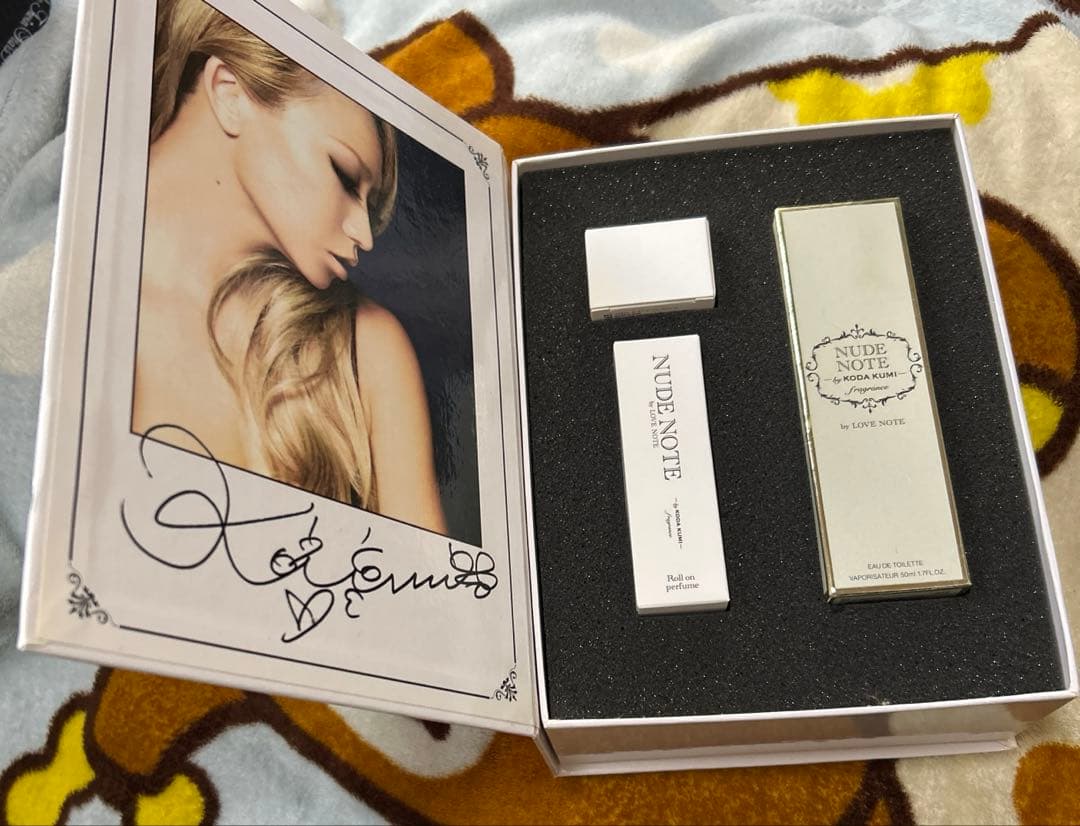 NUDE NOTE
by LOVE NOTE
by KODA KUMI
fragrance
Roll on
perfume
NUDE
NOTE
by KODA KUMI
fragrance
by LOVE NOTE
EAU DE TOILETTE
VAPORISATEUR 50ml 1.7FL.OZ.